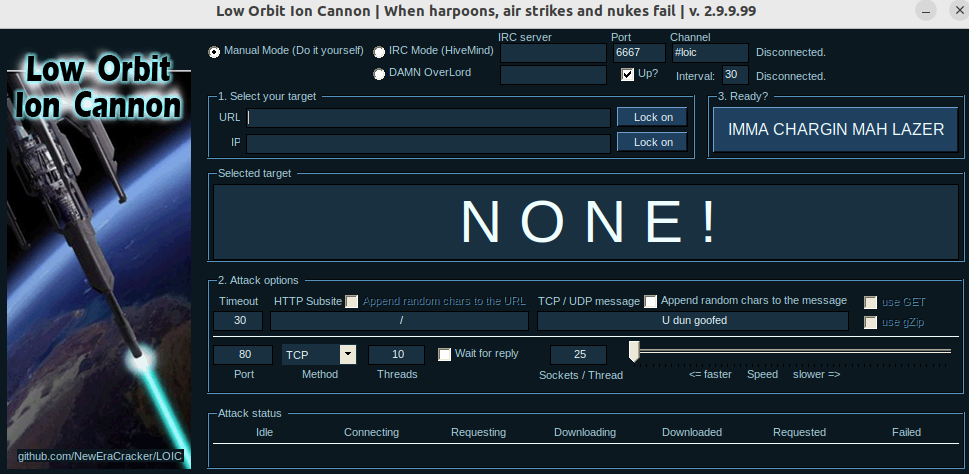 Low Orbit Ion Cannon | When harpoons, air strikes and nukes fail | v. 2.9.9.99
Low Orbit
Ion Cannon
github.com/NewEraCracker/LOIC
IRC server Port Channel
Manual Mode (Do it yourself) IRC Mode (HiveMind) 6667 #loic Disconnected.
DAMN OverLord Up? Interval: 30 Disconnected.
1. Select your target
URL Lock on
IP Lock on
3. Ready?
IMMA CHARGIN MAH LAZER
Selected target
N O N E !
2. Attack options
Timeout HTTP Subsite Append random chars to the URL TCP / UDP message Append random chars to the message use GET
30 / U dun goofed use gZip
80 TCP 10 Wait for reply 25
Port Method Threads Sockets / Thread <= faster Speed slower =>
Attack status
Idle Connecting Requesting Downloading Downloaded Requested Failed